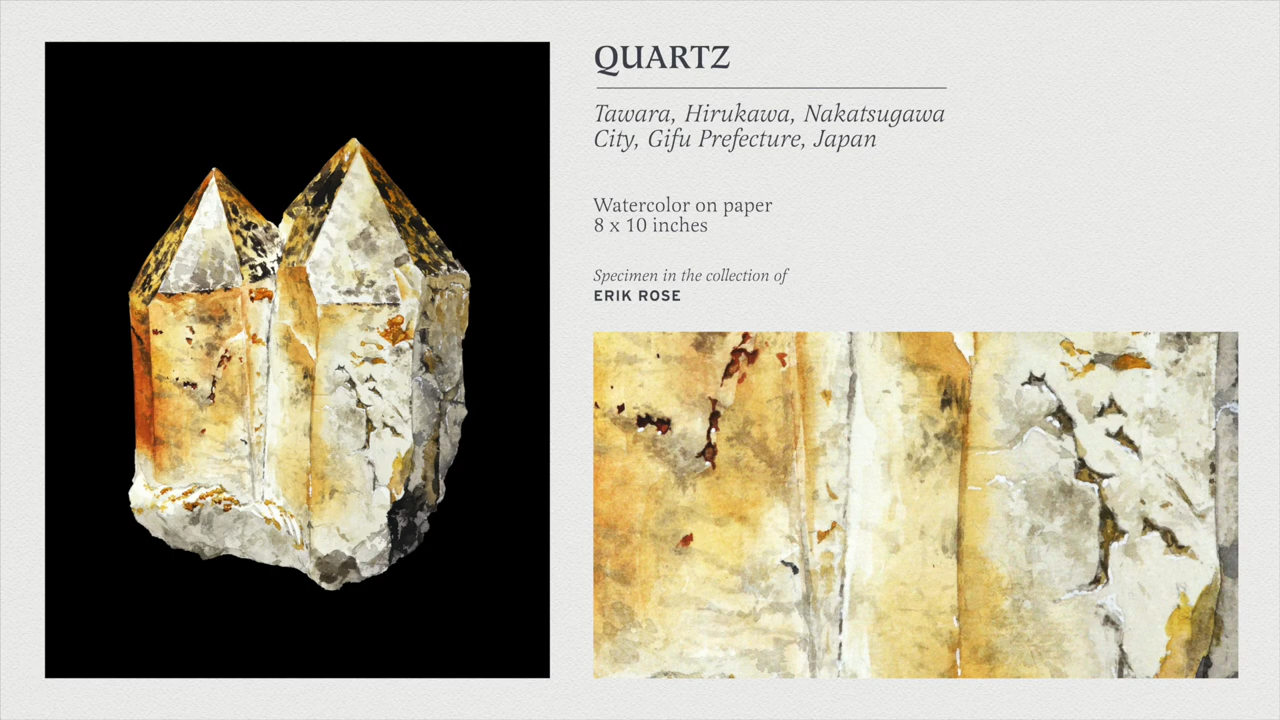 QUARTZ
Tawara, Hirukawa, Nakatsugawa
City, Gifu Prefecture, Japan
Watercolor on paper
8 x 10 inches
Specimen in the collection of
ERIK ROSE